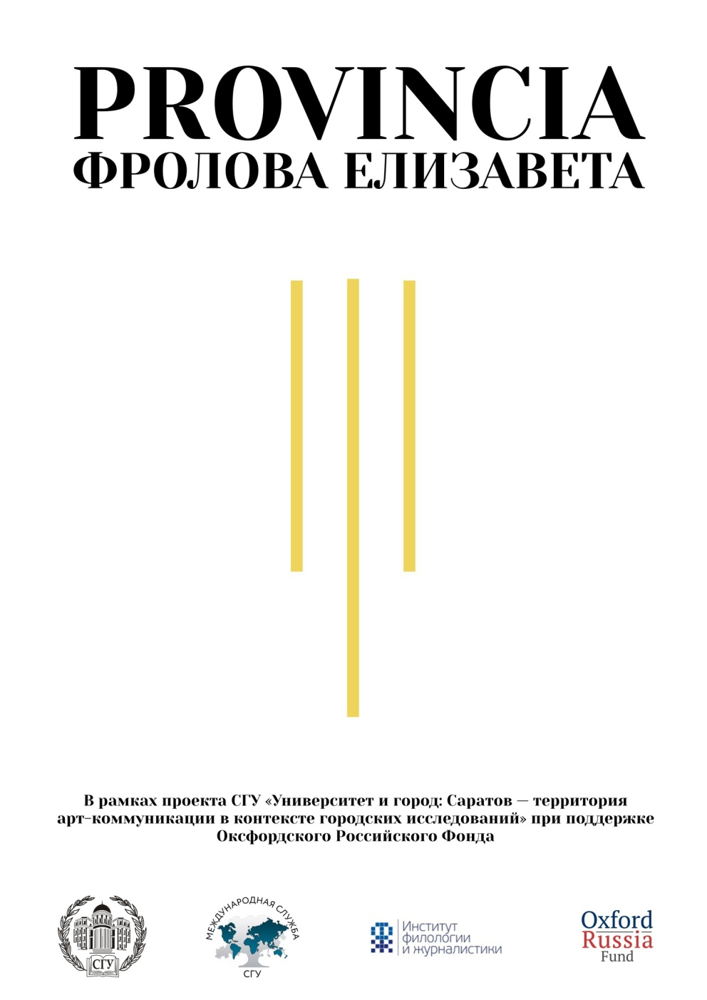 PROVINCIA
ФРОЛОВА ЕЛИЗАВЕТА
В рамках проекта СГУ «Университет и город: Саратов — территория
арт-коммуникации в контексте городских исследований» при поддержке
Оксфордского Российского Фонда
СГУ
МЕЖДУНАРОДНАЯ СЛУЖБА
СГУ
Институт
филологии
и журналистики
Oxford
Russia
Fund